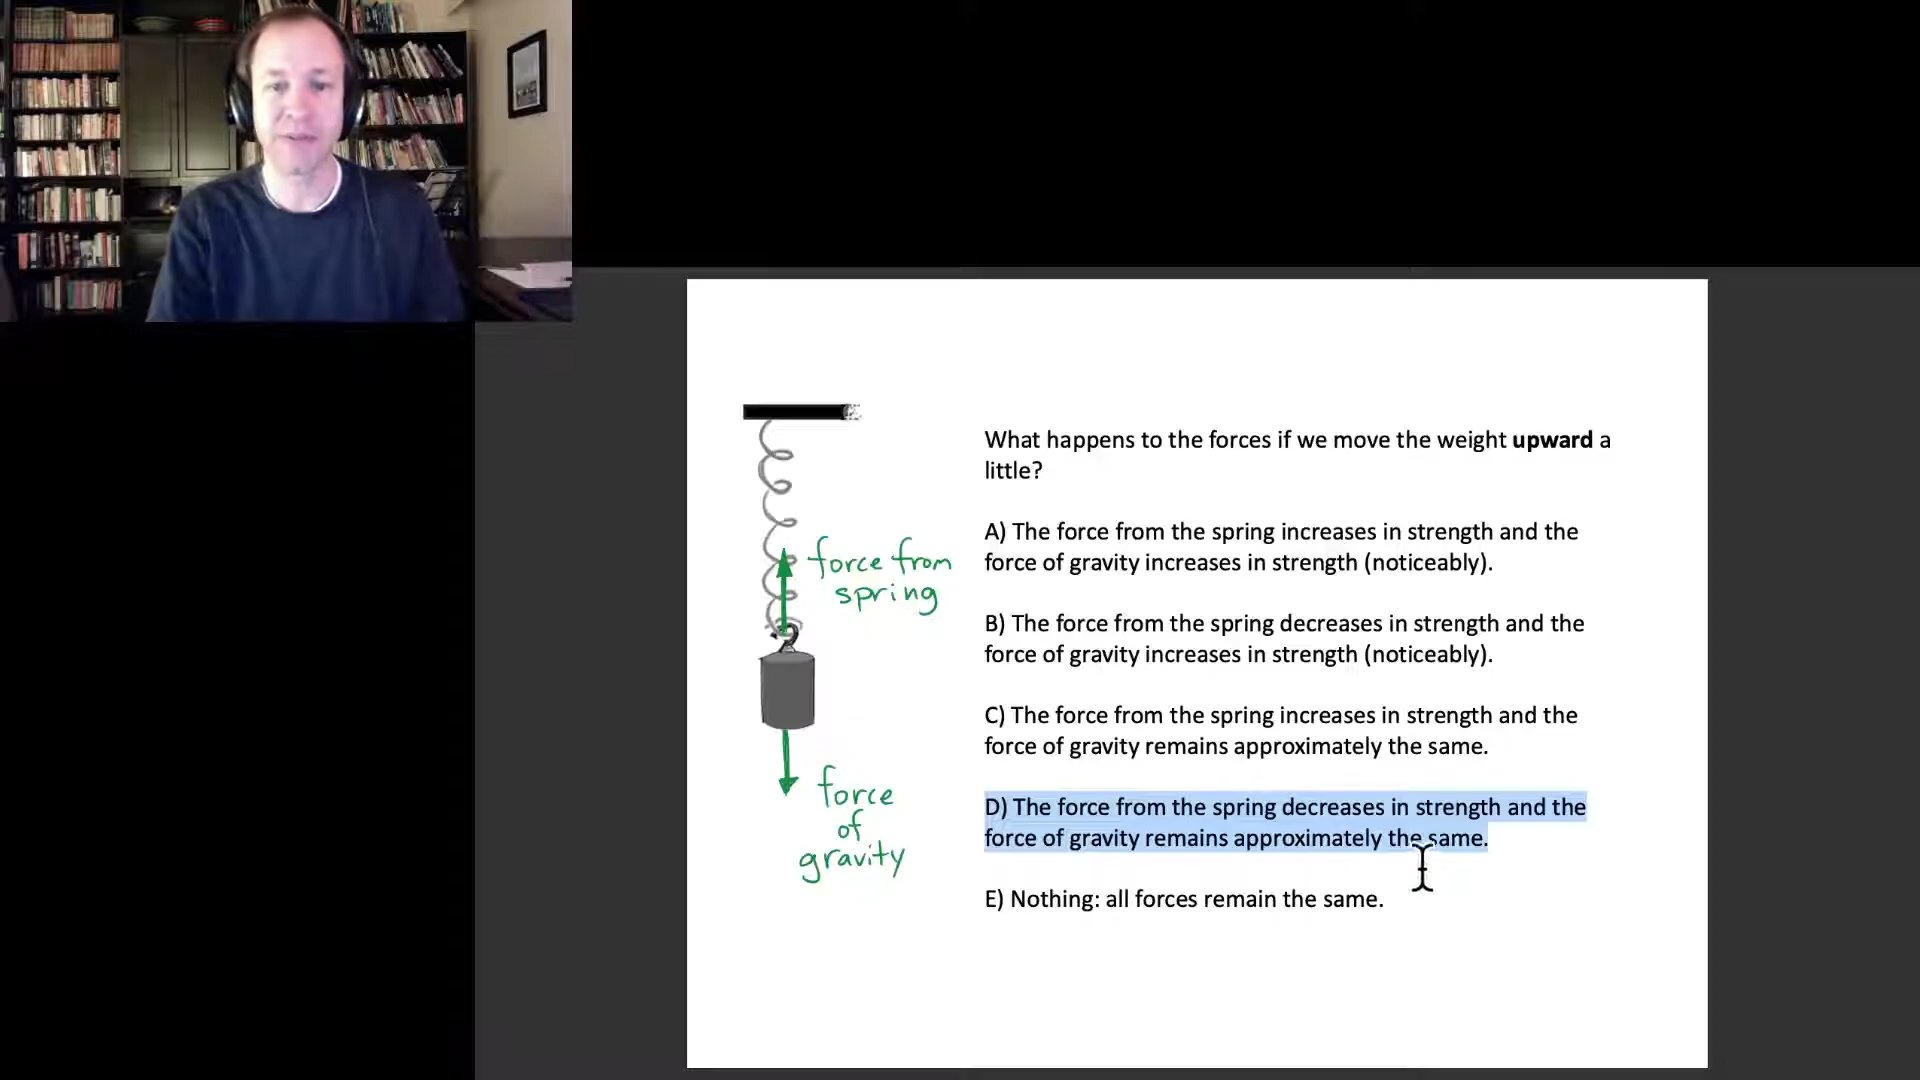 What happens to the forces if we move the weight upward a
little?
A) The force from the spring increases in strength and the
force of gravity increases in strength (noticeably).
B) The force from the spring decreases in strength and the
force of gravity increases in strength (noticeably).
C) The force from the spring increases in strength and the
force of gravity remains approximately the same.
D) The force from the spring decreases in strength and the
force of gravity remains approximately the same.
E) Nothing: all forces remain the same.
force from
spring
force
of
gravity